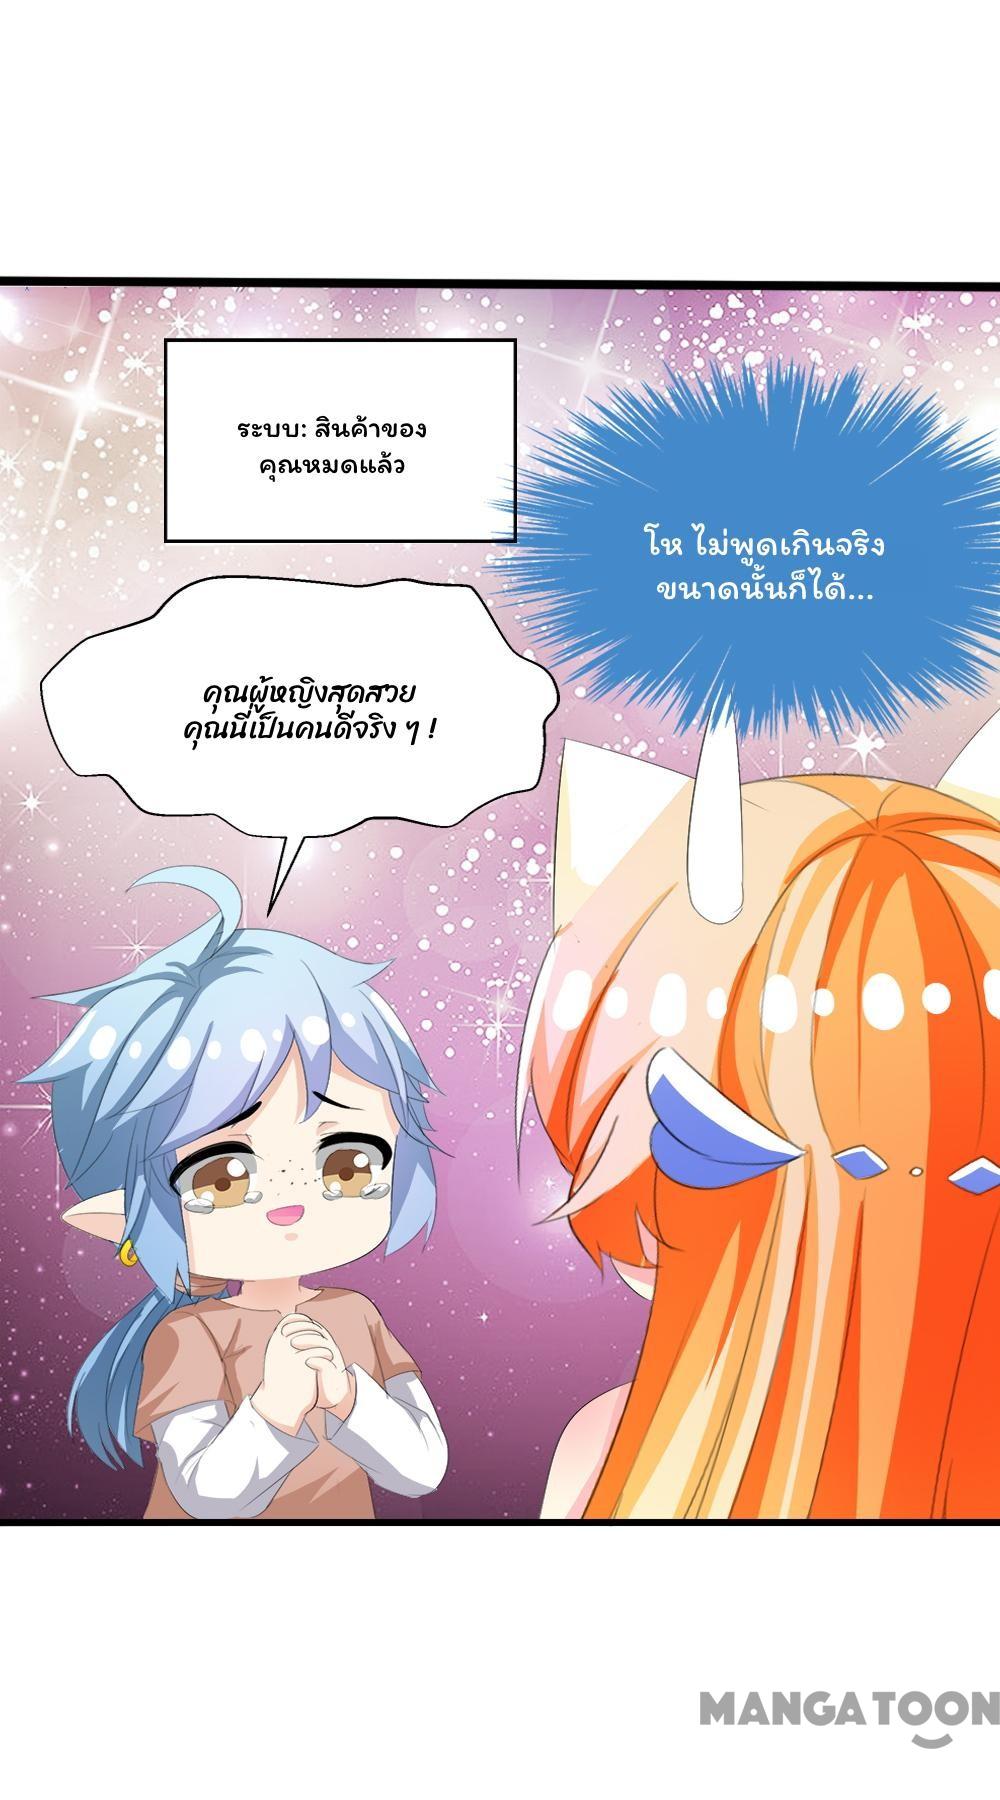 ระบบ: สินค้าของ
คุณหมดแล้ว
โห ไม่พูดเกินจริง
ขนาดนั้นก็ได้...
คุณผู้หญิงสุดสวย
คุณนี่เป็นคนดีจริง ๆ !
MANGATOON